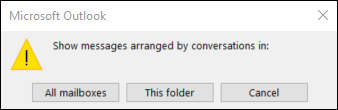 Microsoft Outlook
Show messages arranged by conversations in:
All mailboxes This folder Cancel